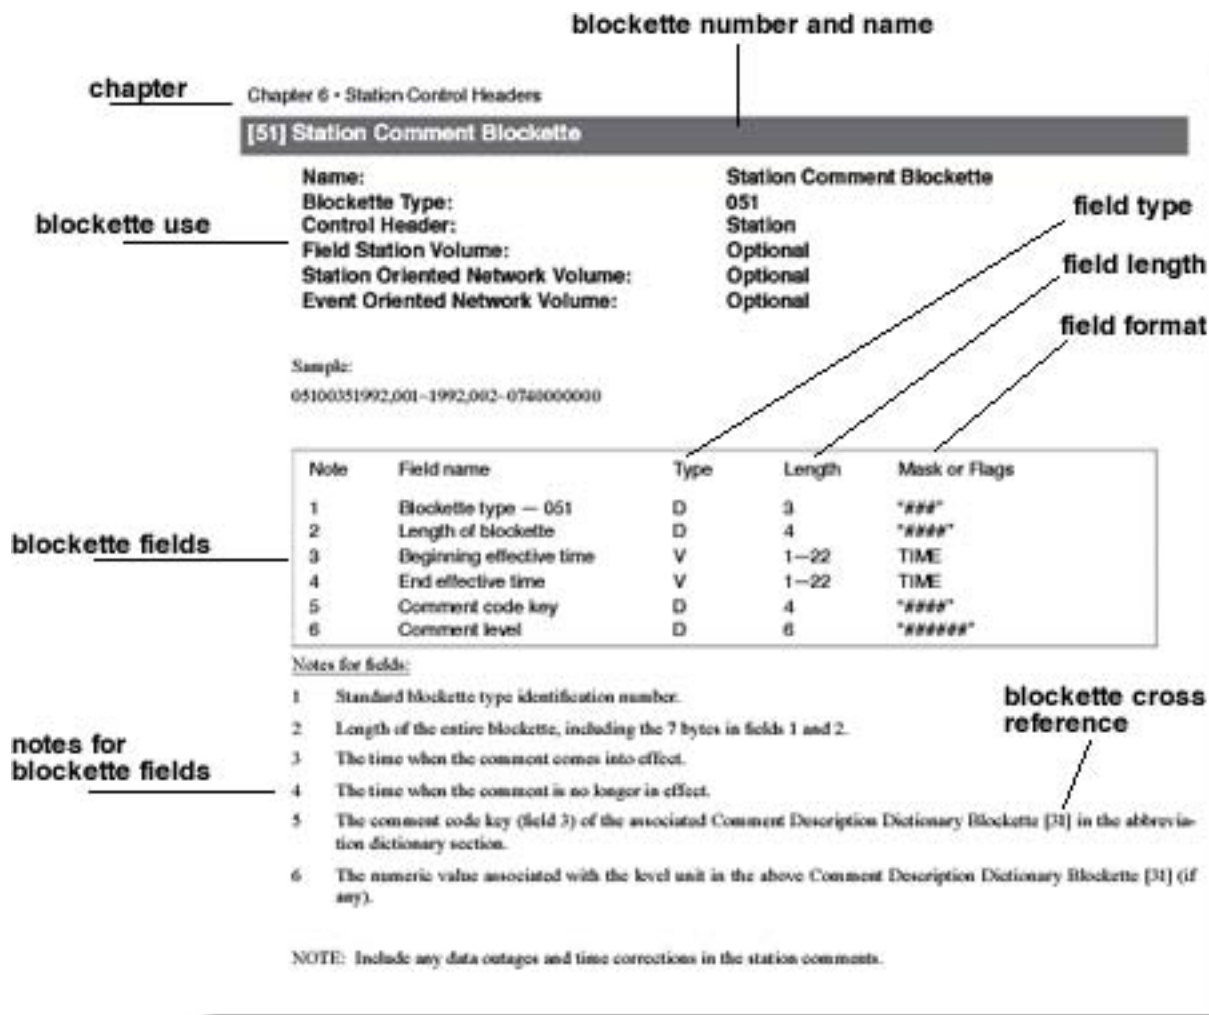 blockette number and name
chapter
Chapter 6 • Station Control Headers
[51] Station Comment Blockette
Name: Station Comment Blockette
Blockette Type: 051
Control Header: Station
Field Station Volume: Optional
Station Oriented Network Volume: Optional
Event Oriented Network Volume: Optional
blockette use
field type
field length
field format
Sample:
05100351992,001~1992,002~0740000000
Note Field name Type Length Mask or Flags
1 Blockette type — 051 D 3 "###"
2 Length of blockette D 4 "####"
3 Beginning effective time V 1—22 TIME
4 End effective time V 1—22 TIME
5 Comment code key D 4 "####"
6 Comment level D 6 "######"
blockette fields
Notes for fields:
1 Standard blockette type identification number.
2 Length of the entire blockette, including the 7 bytes in fields 1 and 2.
3 The time when the comment comes into effect.
4 The time when the comment is no longer in effect.
5 The comment code key (field 3) of the associated Comment Description Dictionary Blockette [31] in the abbrevia-
tion dictionary section.
6 The numeric value associated with the level unit in the above Comment Description Dictionary Blockette [31] (if
any).
blockette cross
reference
notes for
blockette fields
NOTE: Include any data outages and time corrections in the station comments.